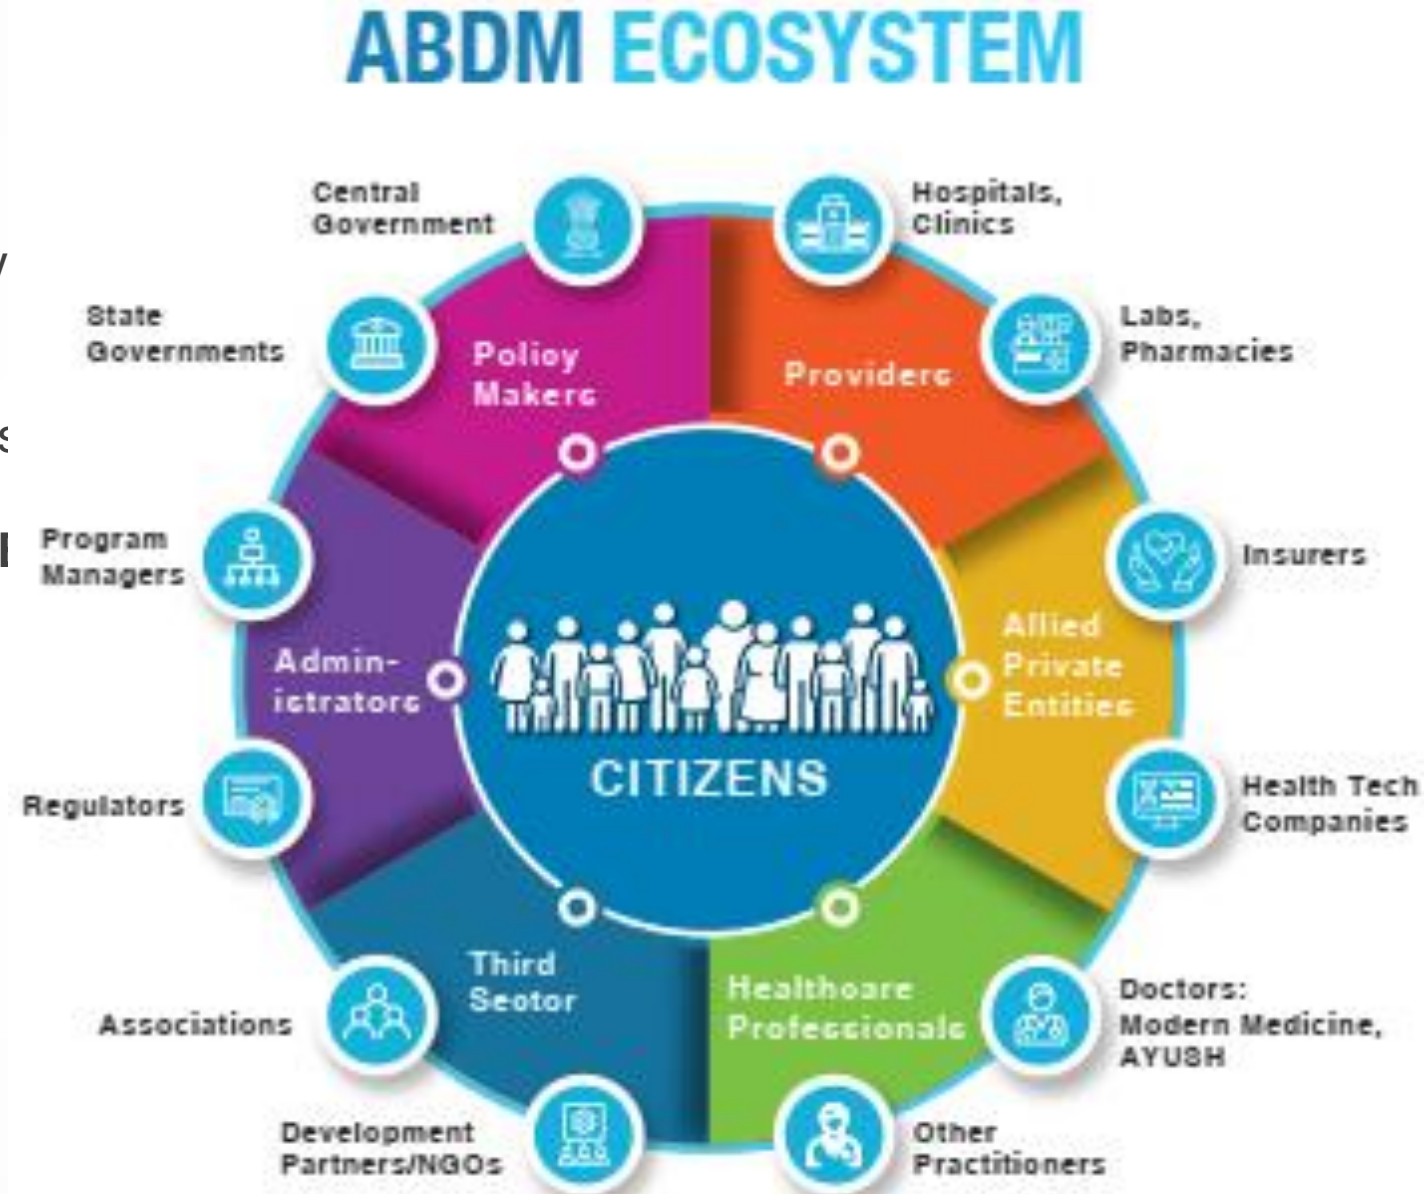 ABDM ECOSYSTEM
Central
Government
Hospitals,
Clinics
State
Governments
Labs,
Pharmacies
Policy
Makers
Providers
Program
Managers
Insurers
Admin-
istrators
Allied
Private
Entities
CITIZENS
Regulators
Health Tech
Companies
Third
Sector
Healthcare
Professionals
Associations
Doctors:
Modern Medicine,
AYUSH
Development
Partners/NGOs
Other
Practitioners